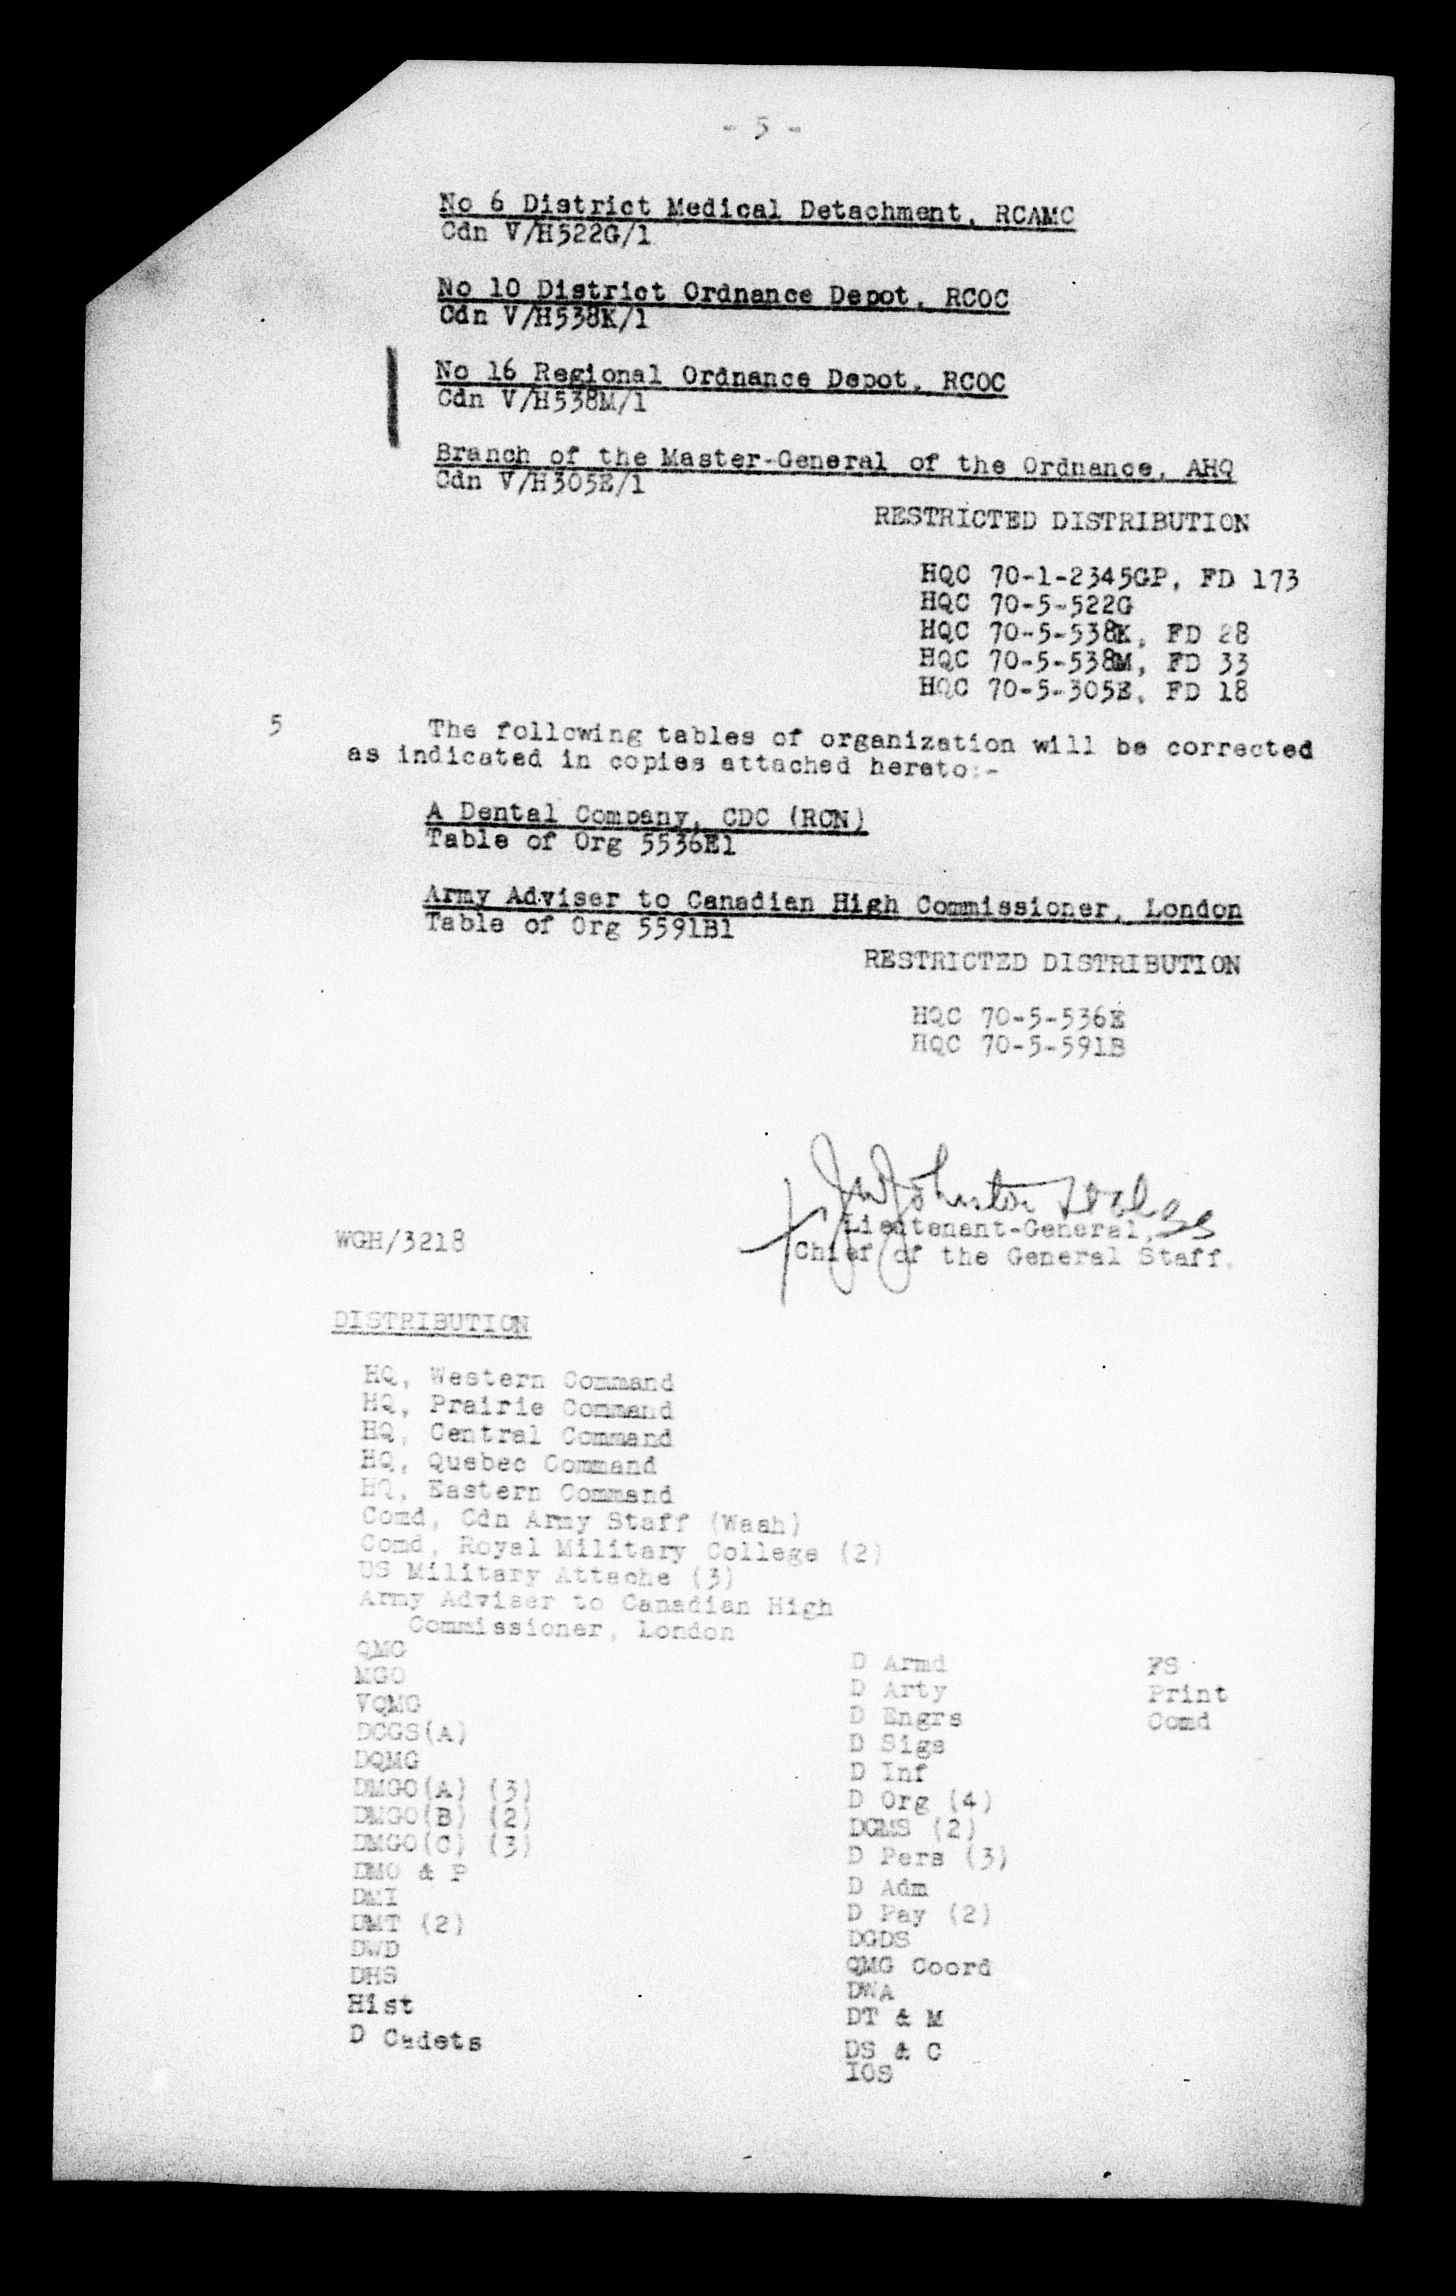 - 5 -
No 6 District Medical Detachment, RCAMC
Cdn V/H522G/1
No 10 District Ordnance Depot, RCOC
Cdn V/H538K/1
No 16 Regional Ordnance Depot, RCOC
Cdn V/H538M/1
Branch of the Master-General of the Ordnance, AHQ
Cdn V/H305E/1
RESTRICTED DISTRIBUTION
HQC 70-1-2345GP, FD 173
HQC 70-5-522G
HQC 70-5-538K, FD 28
HQC 70-5-538M, FD 33
HQC 70-5-305E, FD 18
5 The following tables of organization will be corrected
as indicated in copies attached hereto:-
A Dental Company, CDC (RCN)
Table of Org 5536E1
Army Adviser to Canadian High Commissioner, London
Table of Org 5591B1
RESTRICTED DISTRIBUTION
HQC 70-5-536E
HQC 70-5-591B
WGH/3218
Lieutenant-General,
Chief of the General Staff.
DISTRIBUTION
HQ, Western Command
HQ, Prairie Command
HQ, Central Command
HQ, Quebec Command
HQ, Eastern Command
Comd, Cdn Army Staff (Wash)
Comd, Royal Military College (2)
US Military Attache (3)
Army Adviser to Canadian High
Commissioner, London
QMG
MGO
VQMG
DCGS(A)
DQMG
DMGO(A) (3)
DMGO(B) (2)
DMGO(C) (3)
DMO & P
DMI
DMT (2)
DWD
DHS
Hist
D Cadets
D Armd
D Arty
D Engrs
D Sigs
D Inf
D Org (4)
DGMS (2)
D Pers (3)
D Adm
D Pay (2)
DGDS
QMG Coord
DWA
DT & M
DS & C
IOS
FS
Print
Comd